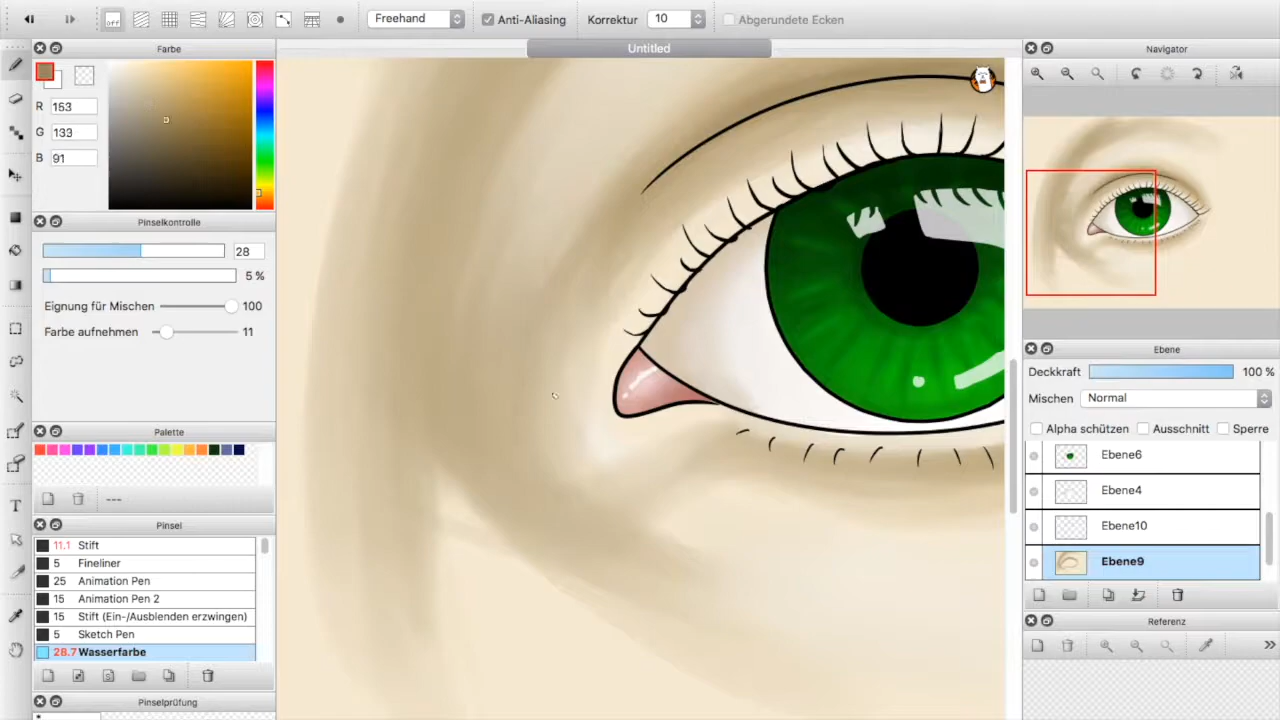 off
Freehand
Anti-Aliasing
Korrektur
10
Abgerundete Ecken
Untitled
Farbe
R 153
G 133
B 91
Pinselkontrolle
28
5 %
Eignung für Mischen 100
Farbe aufnehmen 11
Palette
---
Pinsel
11.1 Stift
5 Fineliner
25 Animation Pen
15 Animation Pen 2
15 Stift (Ein-/Ausblenden erzwingen)
5 Sketch Pen
28.7 Wasserfarbe
Pinselprüfung
T
Navigator
Ebene
Deckkraft 100 %
Mischen Normal
Alpha schützen Ausschnitt Sperre
Ebene6
Ebene4
Ebene10
Ebene9
Referenz